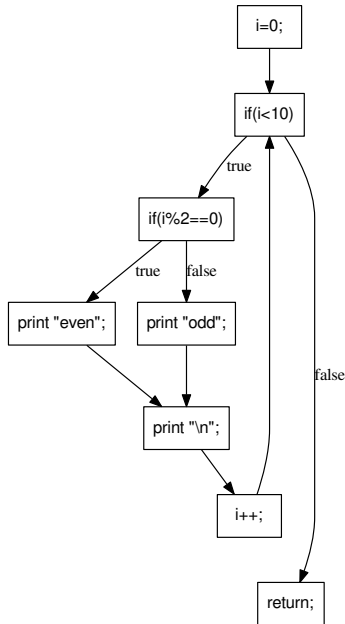 i=0;
if(i<10)
true
if(i%2==0)
true
false
print "even";
print "odd";
false
print "\n";
i++;
return;